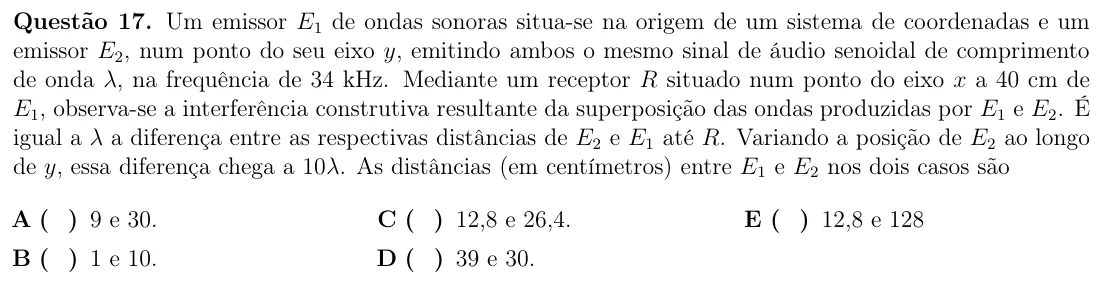 Questão 17. Um emissor E₁ de ondas sonoras situa-se na origem de um sistema de coordenadas e um
emissor E₂, num ponto do seu eixo y, emitindo ambos o mesmo sinal de áudio senoidal de comprimento
de onda λ, na frequência de 34 kHz. Mediante um receptor R situado num ponto do eixo x a 40 cm de
E₁, observa-se a interferência construtiva resultante da superposição das ondas produzidas por E₁ e E₂. É
igual a λ a diferença entre as respectivas distâncias de E₂ e E₁ até R. Variando a posição de E₂ ao longo
de y, essa diferença chega a 10λ. As distâncias (em centímetros) entre E₁ e E₂ nos dois casos são
A ( ) 9 e 30. C ( ) 12,8 e 26,4. E ( ) 12,8 e 128
B ( ) 1 e 10. D ( ) 39 e 30.